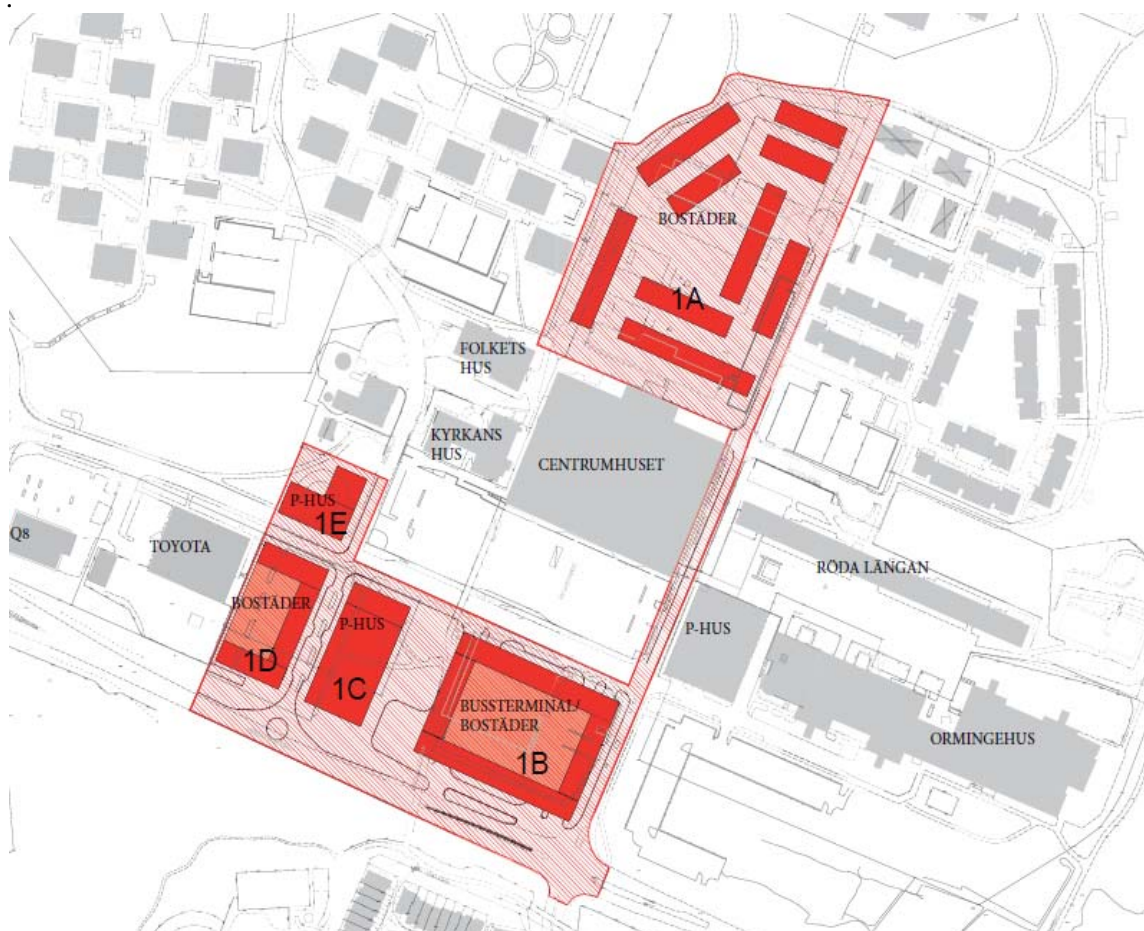 BOSTÄDER
1A
FOLKETS
HUS
KYRKANS
HUS
CENTRUMHUSET
P-HUS
1E
Q8
TOYOTA
RÖDA LÄNGAN
BOSTÄDER
1D
P-HUS
1C
P-HUS
BUSSTERMINAL/
BOSTÄDER
1B
ORMINGEHUS